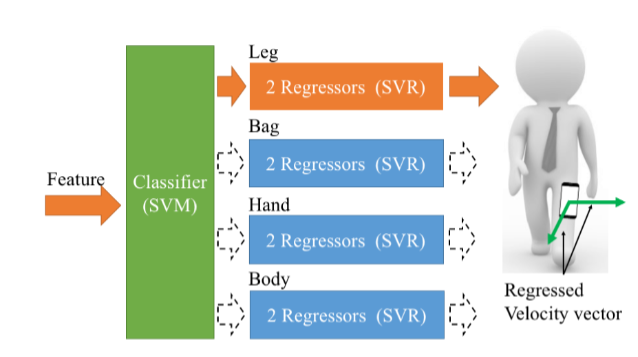 Feature
Classifier
(SVM)
Leg
2 Regressors (SVR)
Bag
2 Regressors (SVR)
Hand
2 Regressors (SVR)
Body
2 Regressors (SVR)
Regressed
Velocity vector